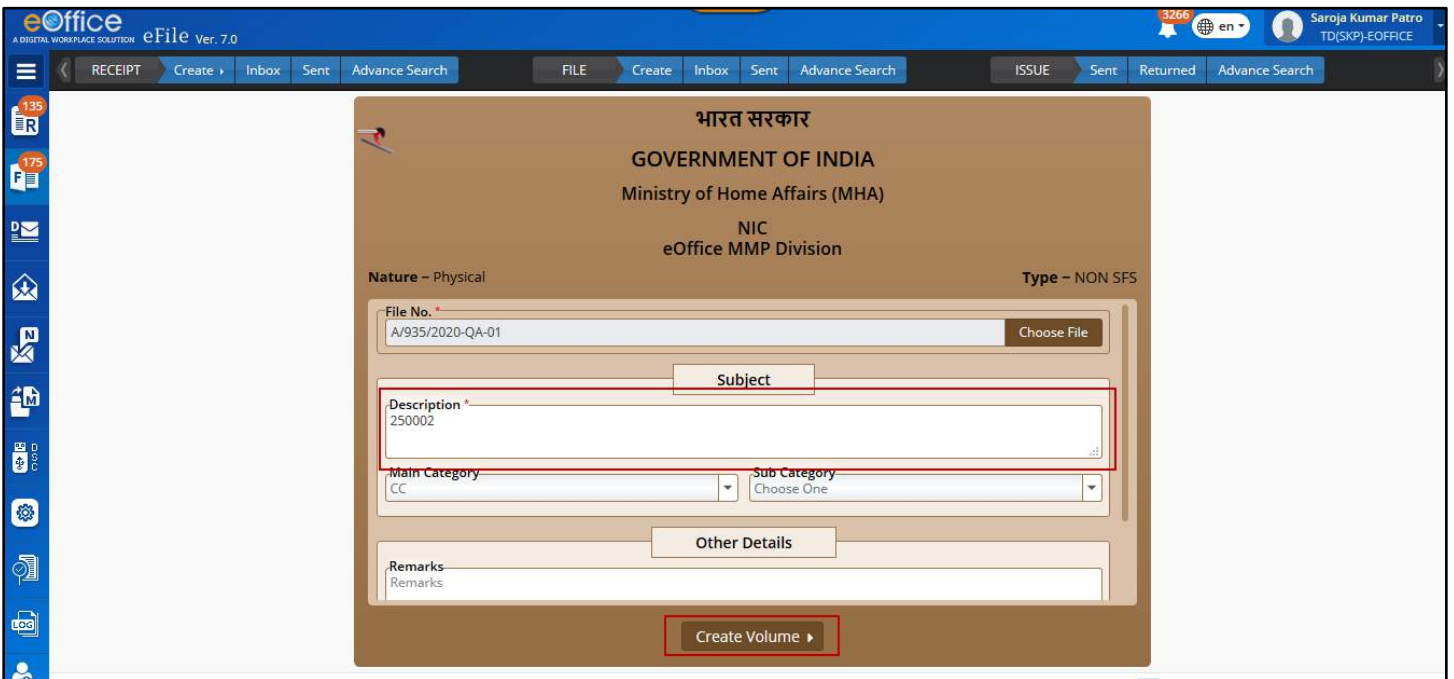 eOffice
A DIGITAL WORKPLACE SOLUTION eFile Ver. 7.0
3266 en Saroja Kumar Patro
TD(SKP)-EOFFICE
RECEIPT Create Inbox Sent Advance Search FILE Create Inbox Sent Advance Search ISSUE Sent Returned Advance Search
135
R
175
F
D
N
M
DSC
LOG
भारत सरकार
GOVERNMENT OF INDIA
Ministry of Home Affairs (MHA)
NIC
eOffice MMP Division
Nature – Physical Type – NON SFS
File No. *
A/935/2020-QA-01 Choose File
Subject
Description *
250002
Main Category Sub Category
CC Choose One
Other Details
Remarks
Remarks
Create Volume